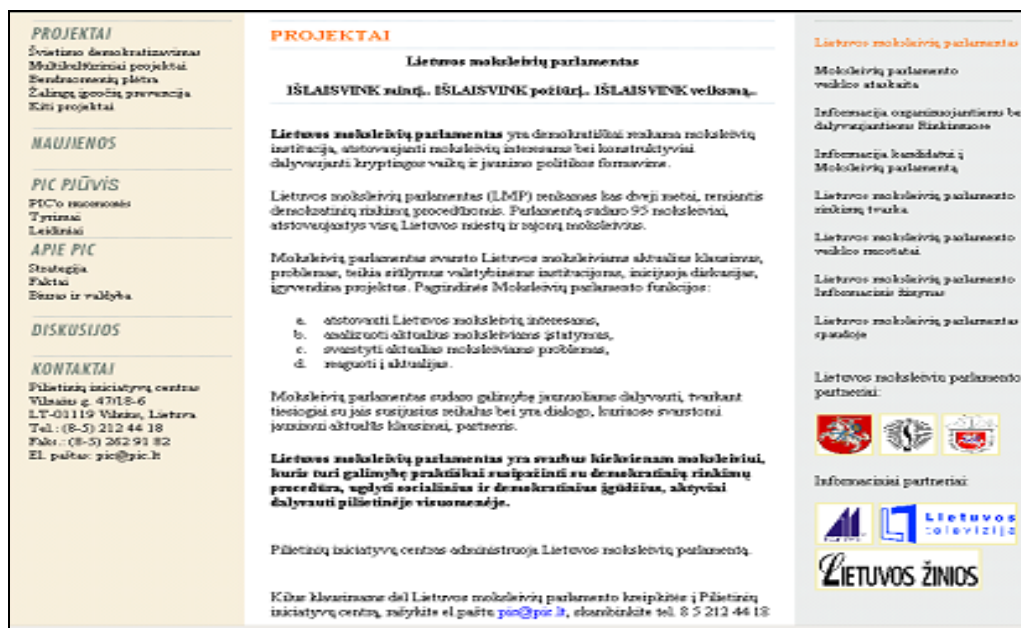 PROJEKTAI
Švietimo demokratizavimas
Multikultūriniai projektai
Bendruomenių plėtra
Žalingų įpročių prevencija
Kiti projektai
NAUJIENOS
PIC PJŪVIS
PIC'o nuomonės
Tyrimai
Leidiniai
APIE PIC
Strategija
Faktai
Biuras ir valdyba
DISKUSIJOS
KONTAKTAI
Pilietinių iniciatyvų centras
Vilniaus g. 47/18-6
LT-01119 Vilnius, Lietuva
Tel.: (8-5) 212 44 18
Faks.: (8-5) 262 91 82
El. paštas: pic@pic.lt
PROJEKTAI
Lietuvos moksleivių parlamentas
IŠLAISVINK mintį.. IŠLAISVINK požiūrį.. IŠLAISVINK veiksmą..
Lietuvos moksleivių parlamentas yra demokratiškai renkama moksleivių
institucija, atstovaujanti moksleivių interesams bei konstruktyviai
dalyvaujanti kryptingos vaikų ir jaunimo politikos formavime.
Lietuvos moksleivių parlamentas (LMP) renkamas kas dveji metai, remiantis
demokratinių rinkimų procedūromis. Parlamentą sudaro 95 moksleiviai,
atstovaujantys visų Lietuvos miestų ir rajonų moksleivius.
Moksleivių parlamentas svarsto Lietuvos moksleiviams aktualius klausimus,
problemas, teikia siūlymus valstybinėms institucijoms, inicijuoja diskusijas,
įgyvendina projektus. Pagrindinės Moksleivių parlamento funkcijos:
a. atstovauti Lietuvos moksleivių interesams,
b. analizuoti aktualius moksleiviams įstatymus,
c. svarstyti aktualias moksleiviams problemas,
d. reaguoti į aktualijas.
Moksleivių parlamentas sudaro galimybę jaunuoliams dalyvauti, tvarkant
tiesiogiai su jais susijusius reikalus bei yra dialogo, kuriuose svarstomi
jaunimui aktualūs klausimai, partneris.
Lietuvos moksleivių parlamentas yra svarbus kiekvienam moksleiviui,
kuris turi galimybę praktiškai susipažinti su demokratinių rinkimų
procedūra, ugdyti socialinius ir demokratinius įgūdžius, aktyviai
dalyvauti pilietinėje visuomenėje.
Pilietinių iniciatyvų centras administruoja Lietuvos moksleivių parlamentą.
Kilus klausimams dėl Lietuvos moksleivių parlamento kreipkitės į Pilietinių
iniciatyvų centrą, rašykite el.paštu pic@pic.lt, skambinkite tel. 8 5 212 44 18
Lietuvos moksleivių parlamentas
Moksleivių parlamento
veiklos ataskaita
Informacija organizuojantiems be
dalyvaujantiems Rinkimuose
Informacija kandidatui į
Moksleivių parlamentą
Lietuvos moksleivių parlamento
rinkimų tvarka
Lietuvos moksleivių parlamento
veiklos nuostatai
Lietuvos moksleivių parlamento
Informacinis žinynas
Lietuvos moksleivių parlamentas
spaudoje
Lietuvos moksleivių parlamento
partneriai:
Informaciniai partneriai:
Lietuvos
televizija
LIETUVOS ŽINIOS